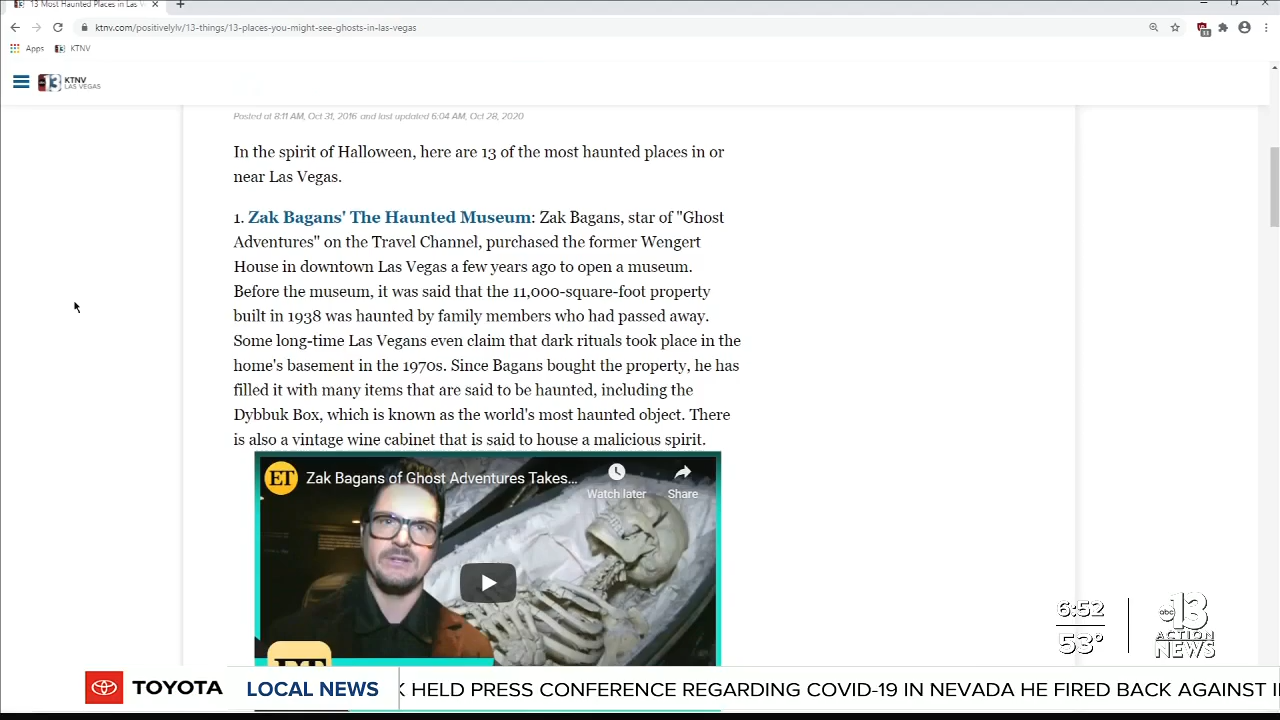 13 Most Haunted Places in Las V
ktnv.com/positivelylv/13-things/13-places-you-might-see-ghosts-in-las-vegas
Apps
KTNV
13
KTNV
LAS VEGAS
Posted at 8:11 AM, Oct 31, 2016 and last updated 6:04 AM, Oct 28, 2020
In the spirit of Halloween, here are 13 of the most haunted places in or
near Las Vegas.
1. Zak Bagans' The Haunted Museum: Zak Bagans, star of "Ghost
Adventures" on the Travel Channel, purchased the former Wengert
House in downtown Las Vegas a few years ago to open a museum.
Before the museum, it was said that the 11,000-square-foot property
built in 1938 was haunted by family members who had passed away.
Some long-time Las Vegans even claim that dark rituals took place in the
home's basement in the 1970s. Since Bagans bought the property, he has
filled it with many items that are said to be haunted, including the
Dybbuk Box, which is known as the world's most haunted object. There
is also a vintage wine cabinet that is said to house a malicious spirit.
ET
Zak Bagans of Ghost Adventures Takes...
Watch later
Share
ET
6:52
53°
abc
13
ACTION
NEWS
TOYOTA
LOCAL NEWS
K HELD PRESS CONFERENCE REGARDING COVID-19 IN NEVADA HE FIRED BACK AGAINST I